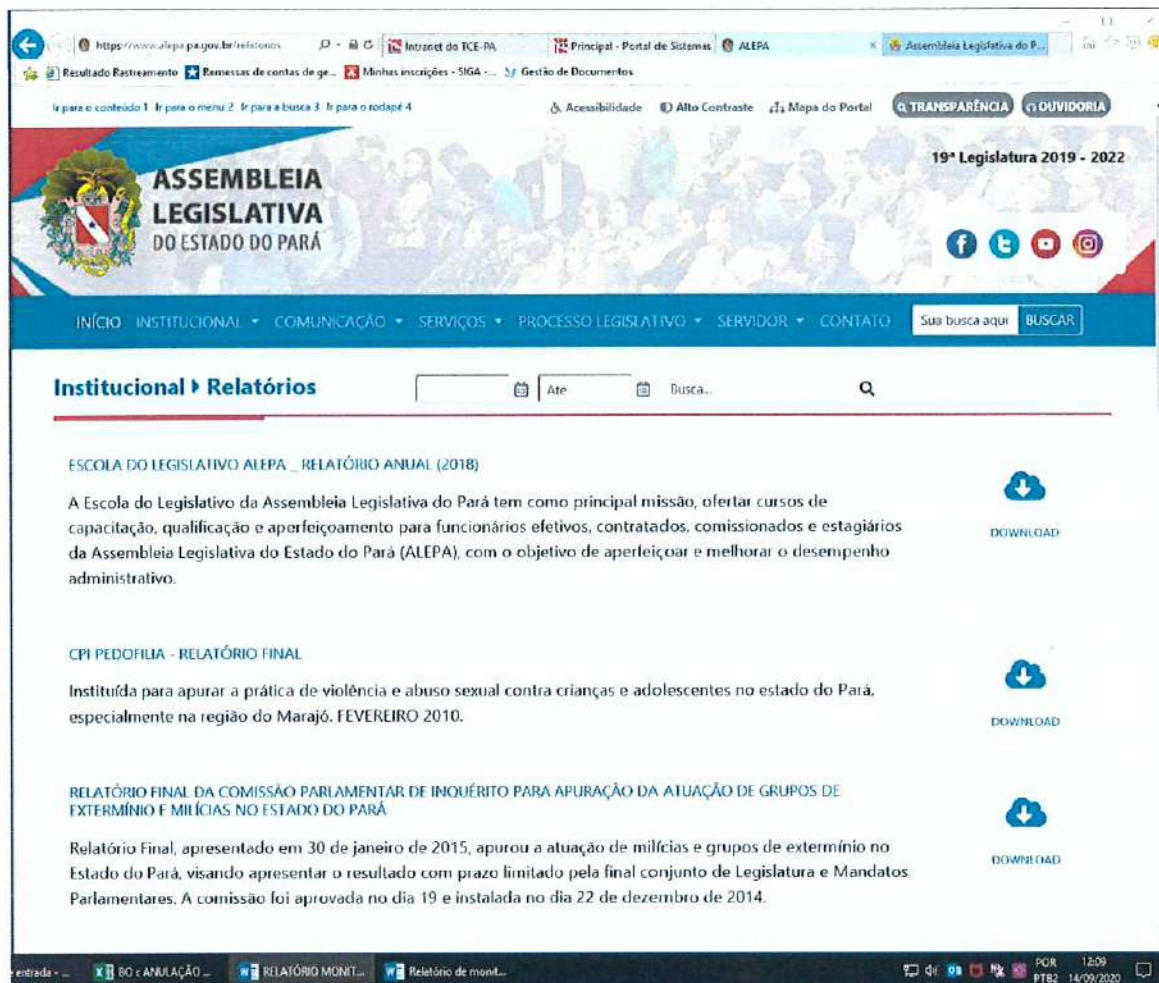 https://www.alepa.pa.gov.br/relatorios
Intranet do TCE-PA
Principal - Portal de Sistemas
ALEPA
Assembleia Legislativa do P...
Resultado Rastreamento
Remessas de contas de ge...
Minhas inscrições - SIGA -...
Gestão de Documentos
Ir para o conteúdo 1 Ir para o menu 2 Ir para a busca 3 Ir para o rodapé 4
Acessibilidade
Alto Contraste
Mapa do Portal
TRANSPARÊNCIA
OUVIDORIA
19ª Legislatura 2019 - 2022
ASSEMBLEIA
LEGISLATIVA
DO ESTADO DO PARÁ
INÍCIO INSTITUCIONAL COMUNICAÇÃO SERVIÇOS PROCESSO LEGISLATIVO SERVIDOR CONTATO
Sua busca aqui BUSCAR
Institucional Relatórios
Ate
Busca...
ESCOLA DO LEGISLATIVO ALEPA _ RELATÓRIO ANUAL (2018)
A Escola do Legislativo da Assembleia Legislativa do Pará tem como principal missão, ofertar cursos de
capacitação, qualificação e aperfeiçoamento para funcionários efetivos, contratados, comissionados e estagiários
da Assembleia Legislativa do Estado do Pará (ALEPA), com o objetivo de aperfeiçoar e melhorar o desempenho
administrativo.
DOWNLOAD
CPI PEDOFILIA - RELATÓRIO FINAL
Instituída para apurar a prática de violência e abuso sexual contra crianças e adolescentes no estado do Pará,
especialmente na região do Marajó. FEVEREIRO 2010.
DOWNLOAD
RELATÓRIO FINAL DA COMISSÃO PARLAMENTAR DE INQUÉRITO PARA APURAÇÃO DA ATUAÇÃO DE GRUPOS DE
EXTERMÍNIO E MILÍCIAS NO ESTADO DO PARÁ
Relatório Final, apresentado em 30 de janeiro de 2015, apurou a atuação de milícias e grupos de extermínio no
Estado do Pará, visando apresentar o resultado com prazo limitado pela final conjunto de Legislatura e Mandatos
Parlamentares. A comissão foi aprovada no dia 19 e instalada no dia 22 de dezembro de 2014.
DOWNLOAD
e entrada - ...
BO c ANULAÇÃO ...
RELATÓRIO MONIT...
Relatório de monit...
POR
PTB2
12:09
14/09/2020